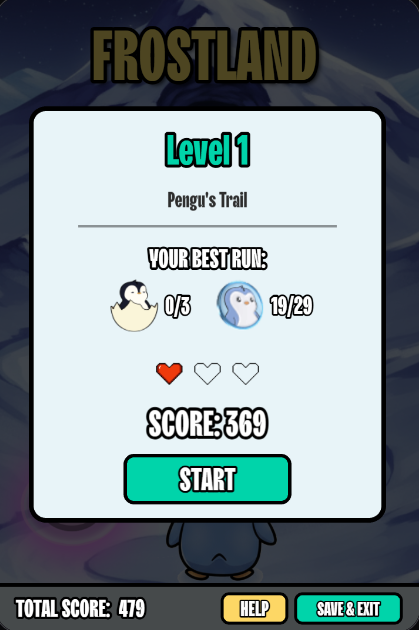 FROSTLAND
Level 1
Pengu's Trail
YOUR BEST RUN:
0/3 19/29
SCORE: 369
START
TOTAL SCORE: 479 HELP SAVE & EXIT